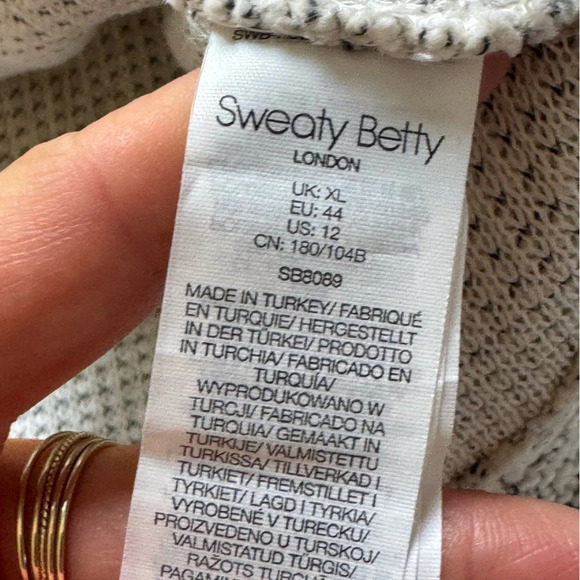 Sweaty Betty
LONDON
UK: XL
EU: 44
US: 12
CN: 180/104B
SB8089
MADE IN TURKEY/ FABRIQUÉ
EN TURQUIE/ HERGESTELLT
IN DER TÜRKEI/ PRODOTTO
IN TURCHIA/ FABRICADO EN
TURQUÍA/
WYPRODUKOWANO W
TURCJI/ FABRICADO NA
TURQUIA/ GEMAAKT IN
TURKIJE/ VALMISTETTU
TURKISSA/ TILLVERKAD I
TURKIET/ FREMSTILLET I
TYRKIET/ LAGD I TYRKIA/
VYROBENÉ V TURECKU/
PROIZVEDENO U TURSKOJ/
VALMISTATUD TÜRGIS/
RAŽOTS